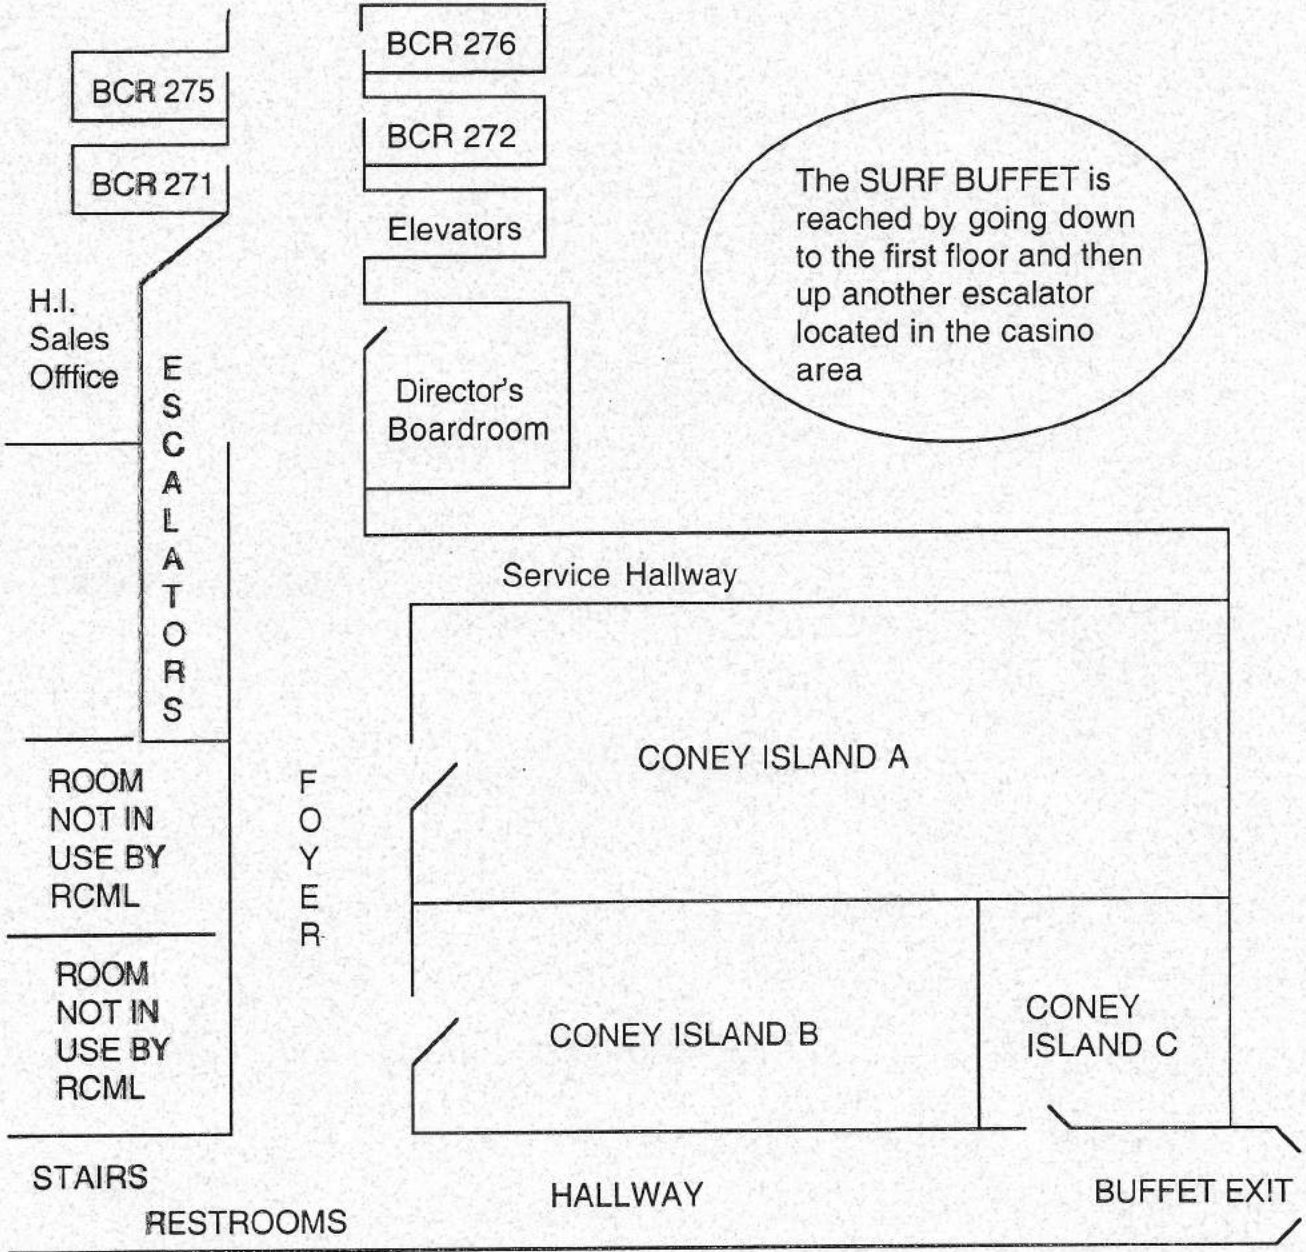 BCR 276
BCR 275
BCR 272
BCR 271
Elevators
The SURF BUFFET is
reached by going down
to the first floor and then
up another escalator
located in the casino
area
H.I.
Sales
Offfice
ESCALATORS
Director's
Boardroom
Service Hallway
CONEY ISLAND A
ROOM
NOT IN
USE BY
RCML
FOYER
ROOM
NOT IN
USE BY
RCML
CONEY ISLAND B
CONEY
ISLAND C
STAIRS
RESTROOMS
HALLWAY
BUFFET EXIT